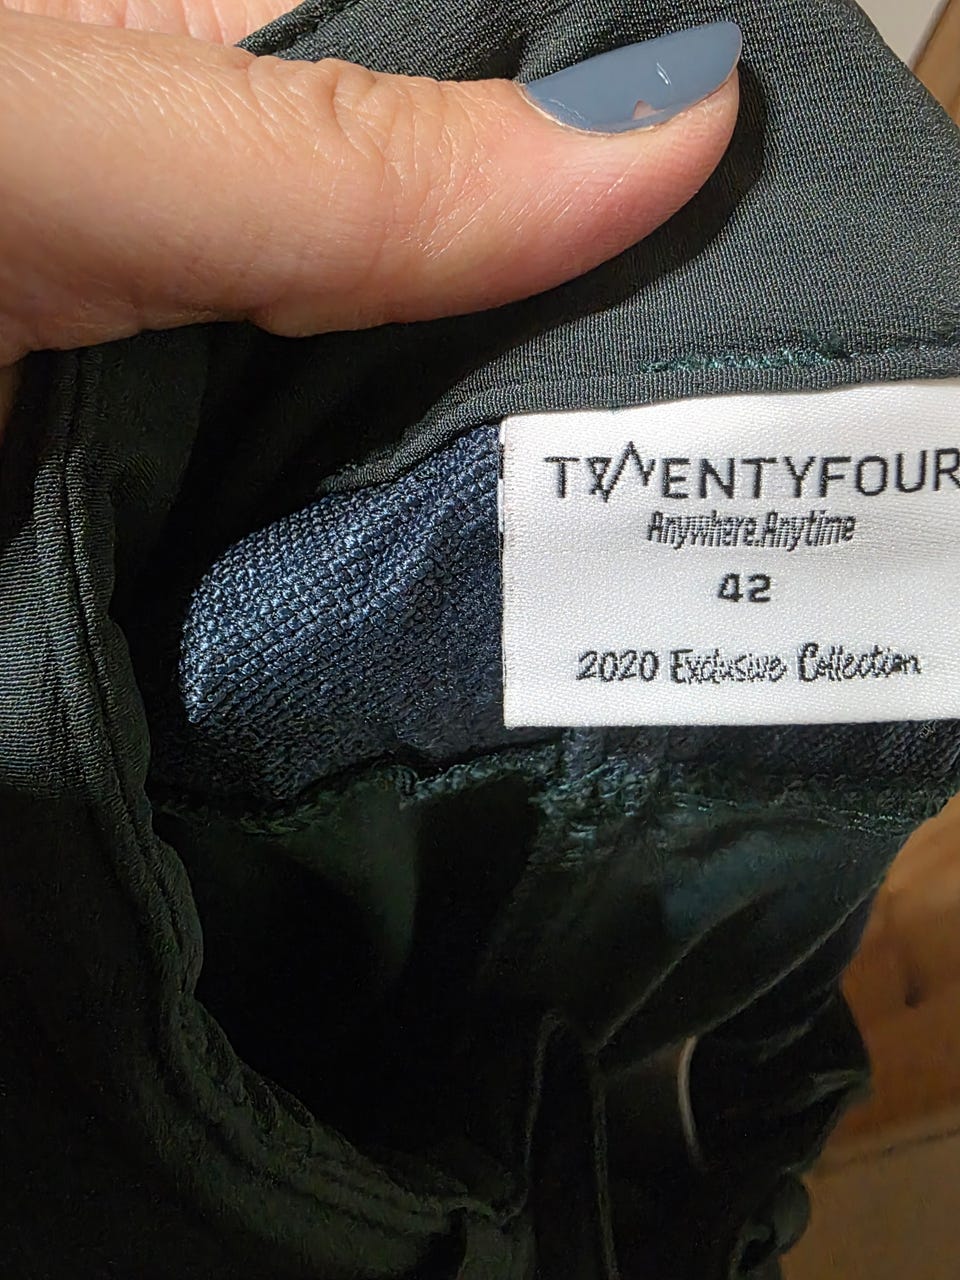 TWENTYFOUR
Anywhere.Anytime
42
2020 Exclusive Collection